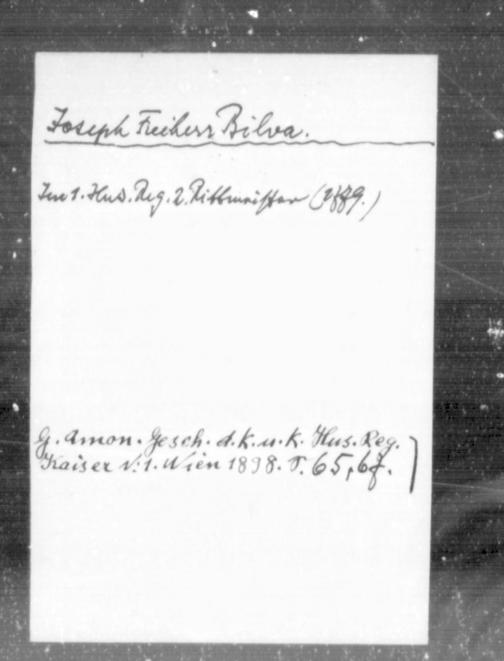 Joseph Freiherr Bilva.
Im 1. Hus. Reg. 2. Rittmeister (1779.)
G. Amon. Gesch. d. k. u. k. Hus. Reg.
Kaiser N: 1. Wien 1898. S. 65, 67.